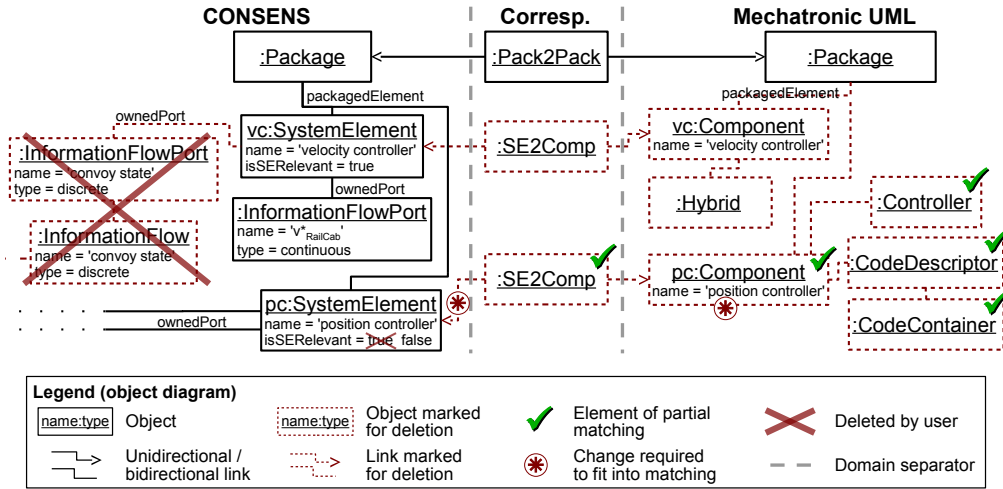 CONSENS
Corresp.
Mechatronic UML
:Package
:Pack2Pack
:Package
packagedElement
packagedElement
ownedPort
vc:SystemElement
name = 'velocity controller'
isSERelevant = true
:SE2Comp
vc:Component
name = 'velocity controller'
:InformationFlowPort
name = 'convoy state'
type = discrete
ownedPort
:InformationFlowPort
name = 'v*RailCab'
type = continuous
:Hybrid
:Controller
:InformationFlow
name = 'convoy state'
type = discrete
:SE2Comp
pc:Component
name = 'position controller'
:CodeDescriptor
pc:SystemElement
name = 'position controller'
isSERelevant = true false
ownedPort
:CodeContainer
Legend (object diagram)
name:type
Object
name:type
Object marked
for deletion
Element of partial
matching
Deleted by user
Unidirectional /
bidirectional link
Link marked
for deletion
Change required
to fit into matching
Domain separator